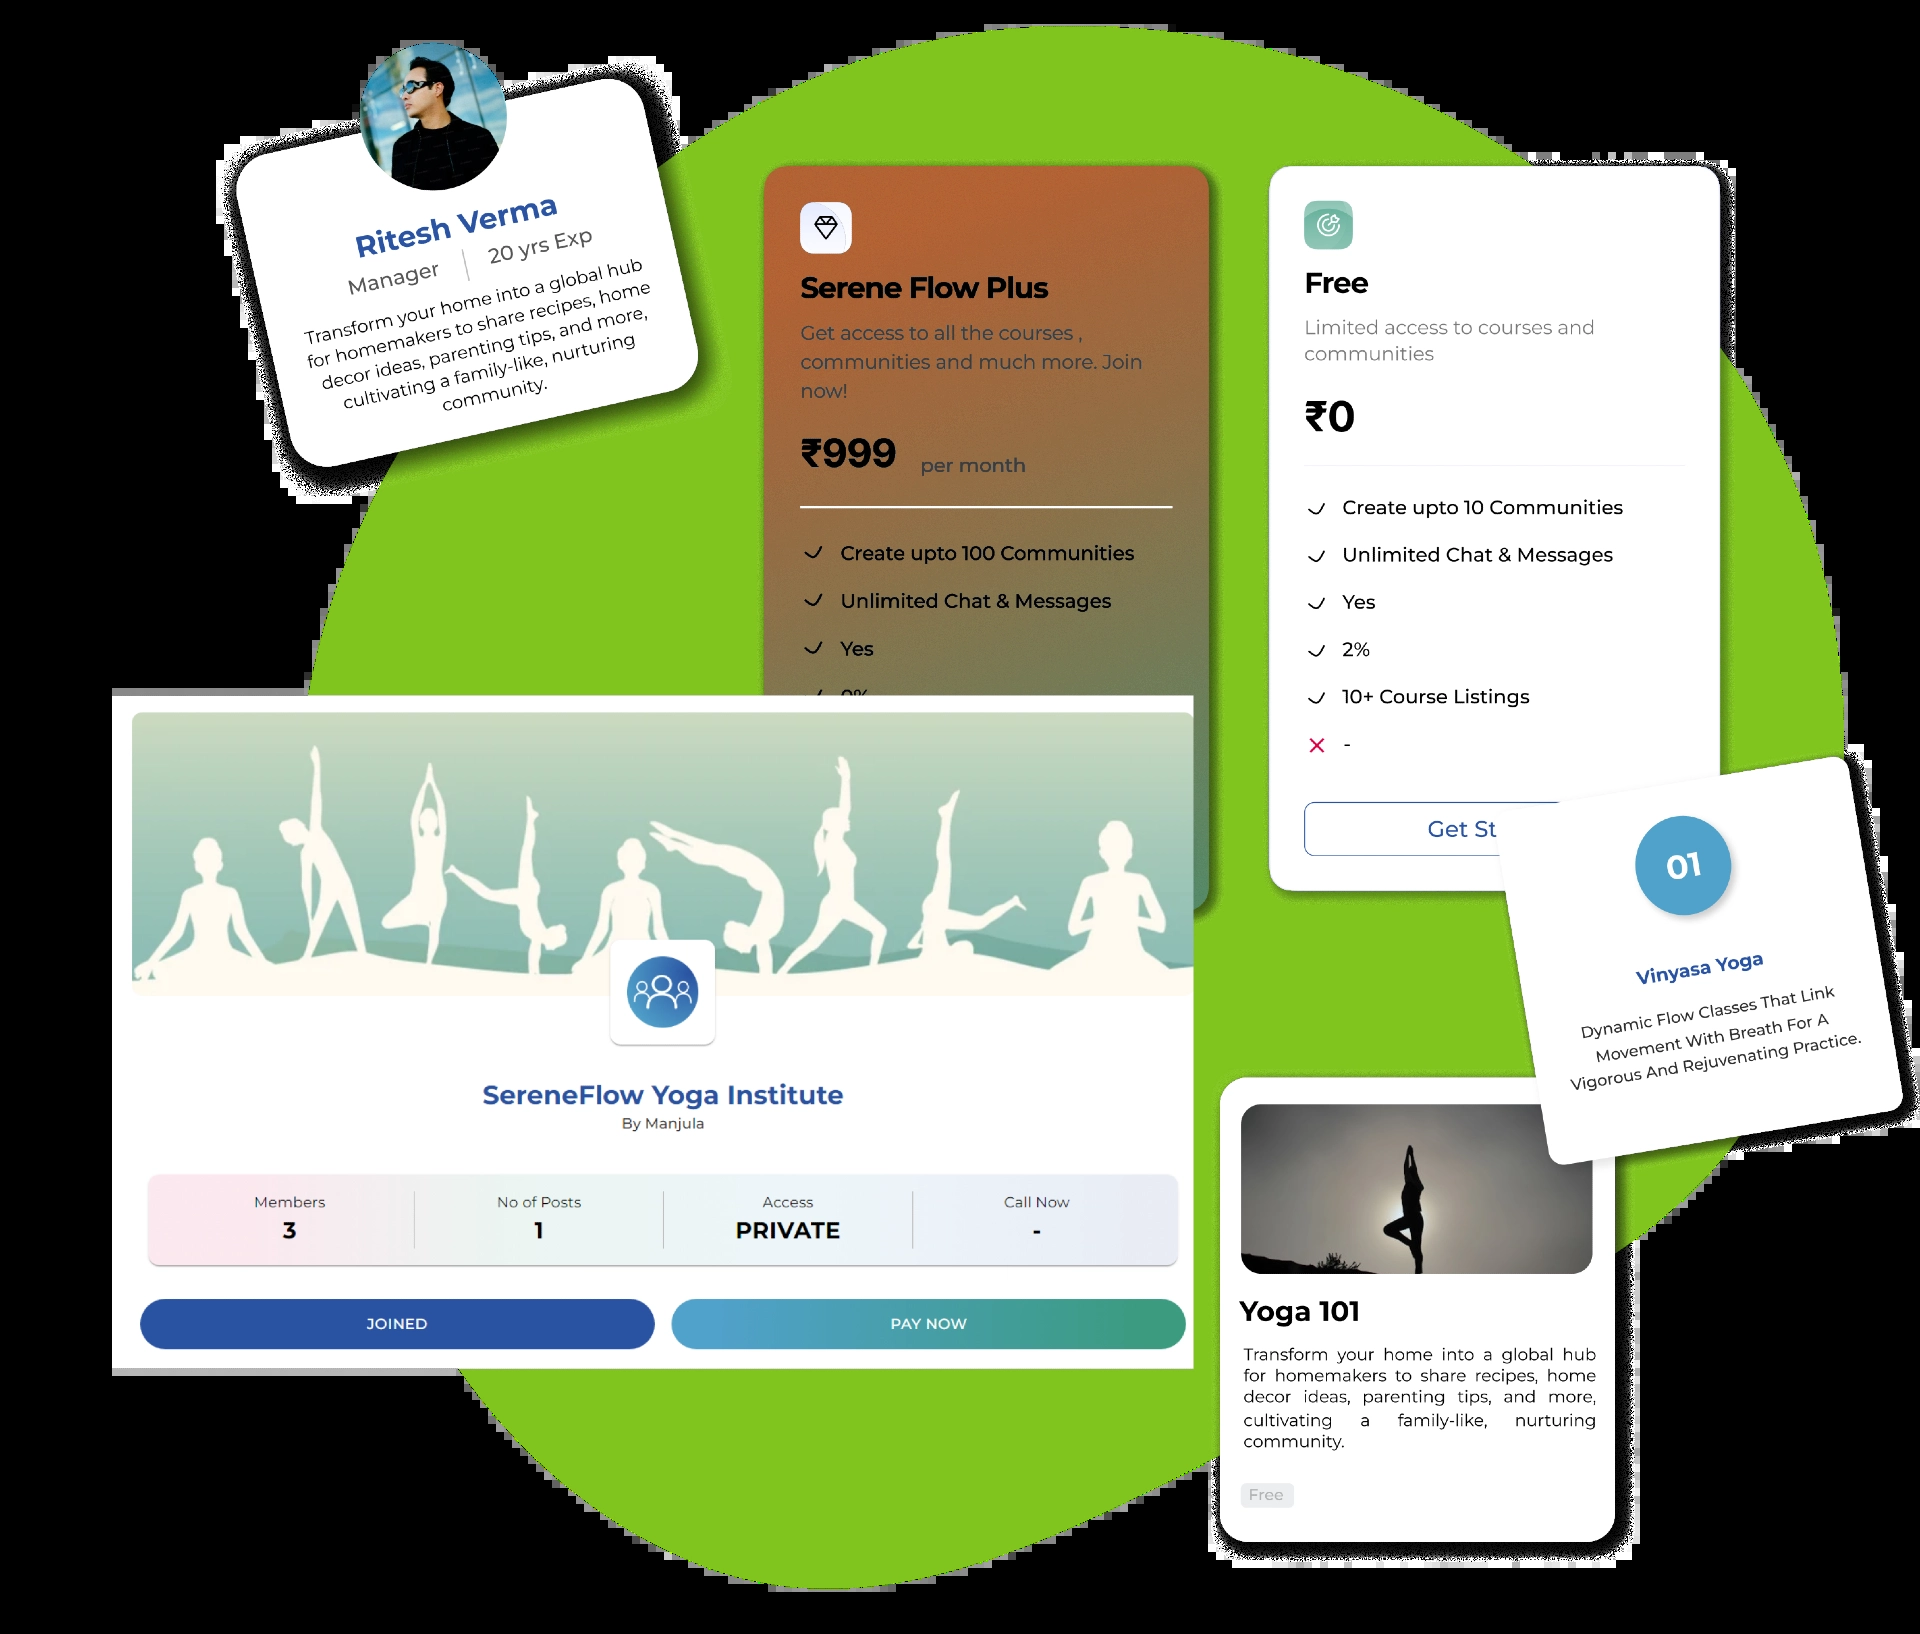 Ritesh Verma
Manager
20 yrs Exp
Transform your home into a global hub
for homemakers to share recipes, home
decor ideas, parenting tips, and more,
cultivating a family-like, nurturing
community.
Serene Flow Plus
Get access to all the courses ,
communities and much more. Join
now!
₹999 per month
Create upto 100 Communities
Unlimited Chat & Messages
Yes
Free
Limited access to courses and
communities
₹0
Create upto 10 Communities
Unlimited Chat & Messages
Yes
2%
10+ Course Listings
-
Get St
SereneFlow Yoga Institute
By Manjula
Members
3
No of Posts
1
Access
PRIVATE
Call Now
-
JOINED
PAY NOW
01
Vinyasa Yoga
Dynamic Flow Classes That Link
Movement With Breath For A
Vigorous And Rejuvenating Practice.
Yoga 101
Transform your home into a global hub
for homemakers to share recipes, home
decor ideas, parenting tips, and more,
cultivating a family-like, nurturing
community.
Free